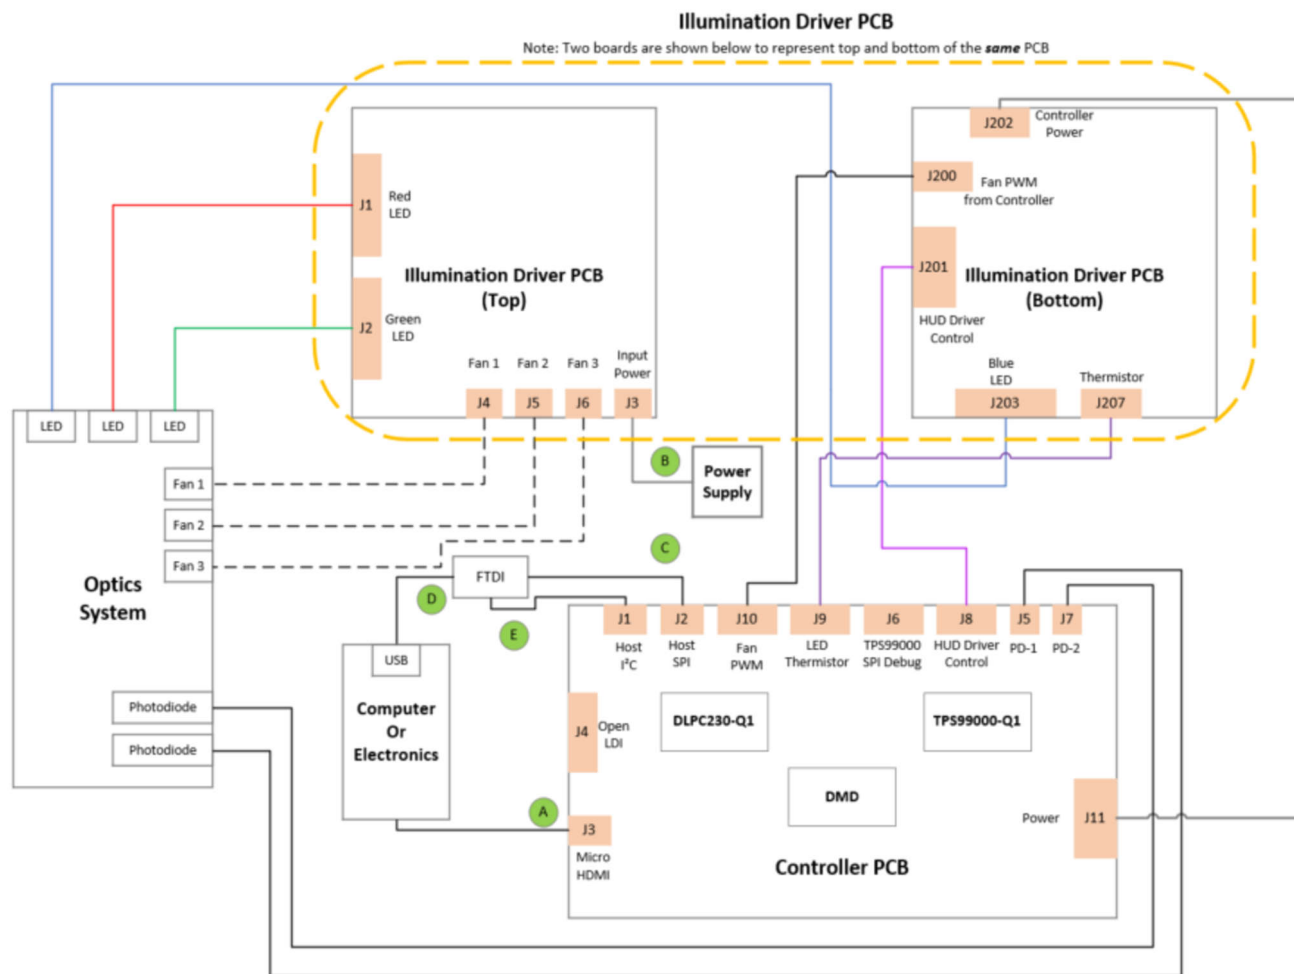 Illumination Driver PCB
Note: Two boards are shown below to represent top and bottom of the same PCB
J202
Controller
Power
J200
Fan PWM
from Controller
J1
Red
LED
J201
Illumination Driver PCB
(Top)
Illumination Driver PCB
(Bottom)
J2
Green
LED
HUD Driver
Control
Fan 1
Fan 2
Fan 3
Input
Power
Blue
LED
Thermistor
J4
J5
J6
J3
J203
J207
LED
LED
LED
B
Power
Supply
Fan 1
Fan 2
Fan 3
C
Optics
System
FTDI
D
E
J1
J2
J10
J9
J6
J8
J5
J7
Host
I²C
Host
SPI
Fan
PWM
LED
Thermistor
TPS99000
SPI Debug
HUD Driver
Control
PD-1
PD-2
USB
Computer
Or
Electronics
Photodiode
Photodiode
J4
Open
LDI
DLPC230-Q1
TPS99000-Q1
DMD
A
J3
Micro
HDMI
Power
J11
Controller PCB